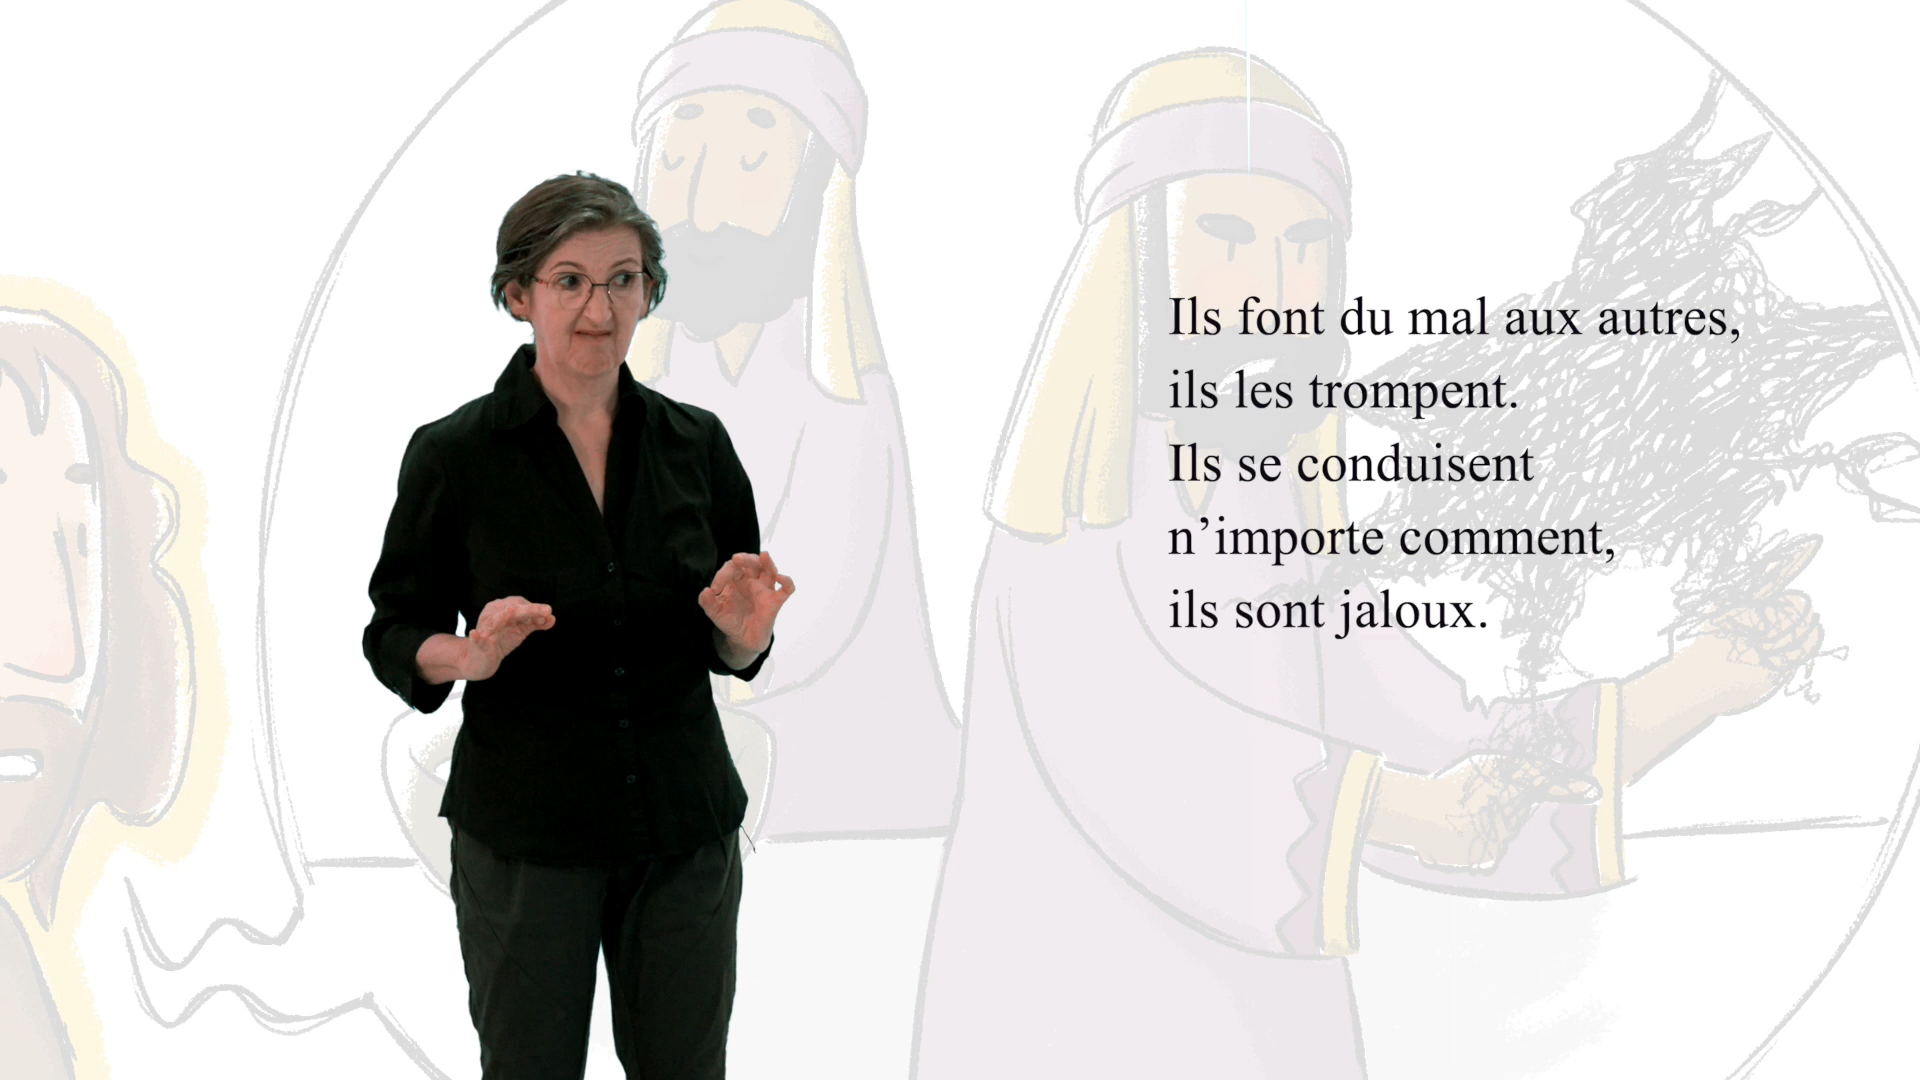 Ils font du mal aux autres,
ils les trompent.
Ils se conduisent
n’importe comment,
ils sont jaloux.